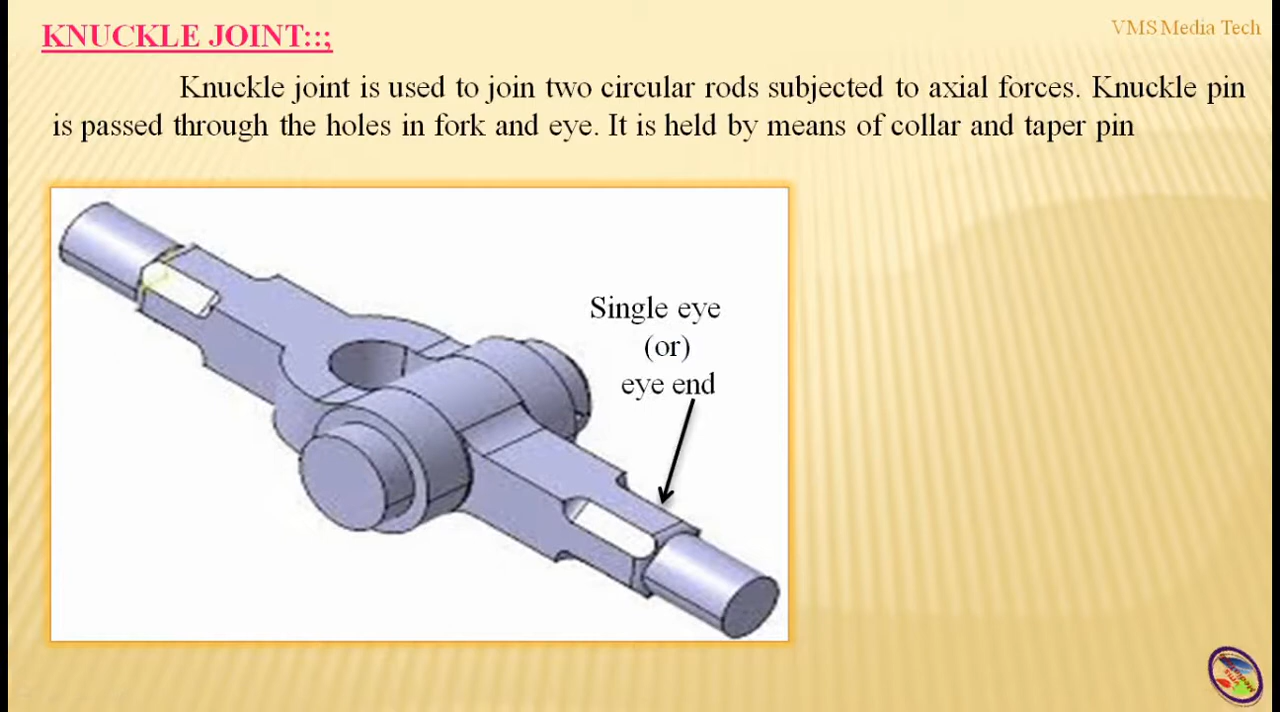 KNUCKLE JOINT::;
VMS Media Tech
Knuckle joint is used to join two circular rods subjected to axial forces. Knuckle pin
is passed through the holes in fork and eye. It is held by means of collar and taper pin
Single eye
(or)
eye end